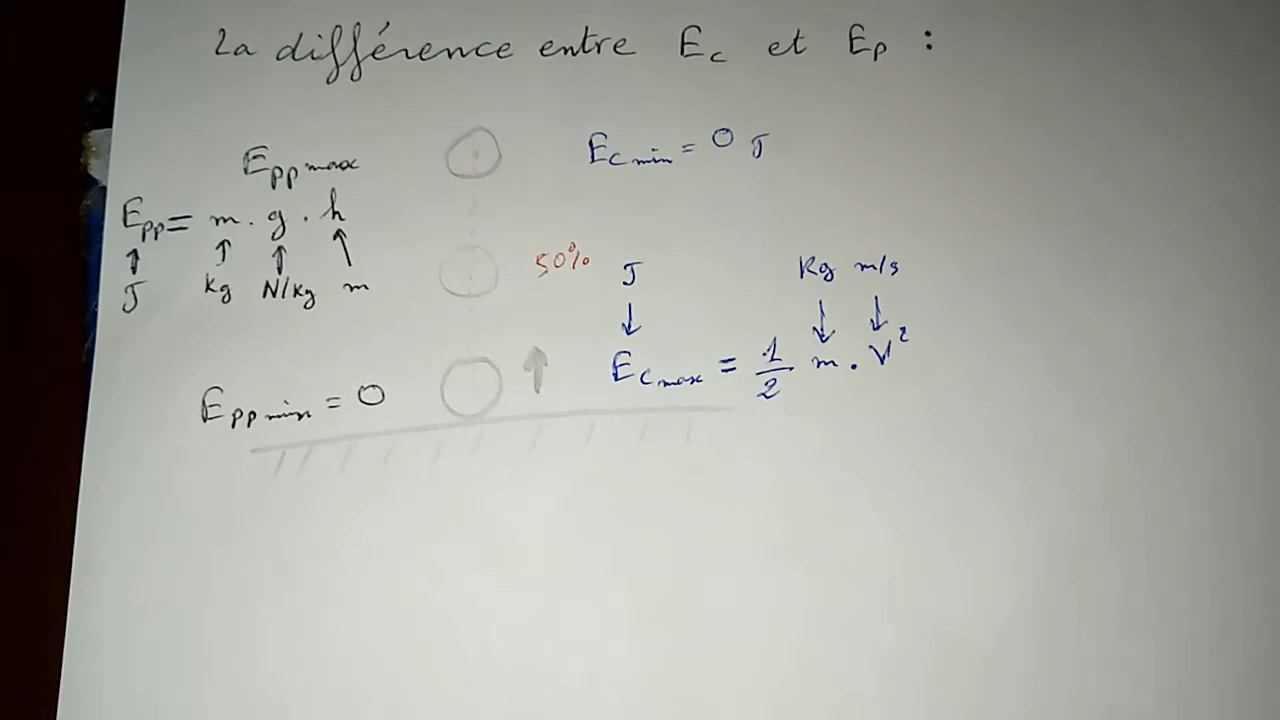 La différence entre Ec et Ep :
Epp max
Ec min = 0 J
Epp = m . g . h
J kg N/kg m
50%
J Kg m/s
Ec max = 1/2 m . V²
Epp min = 0